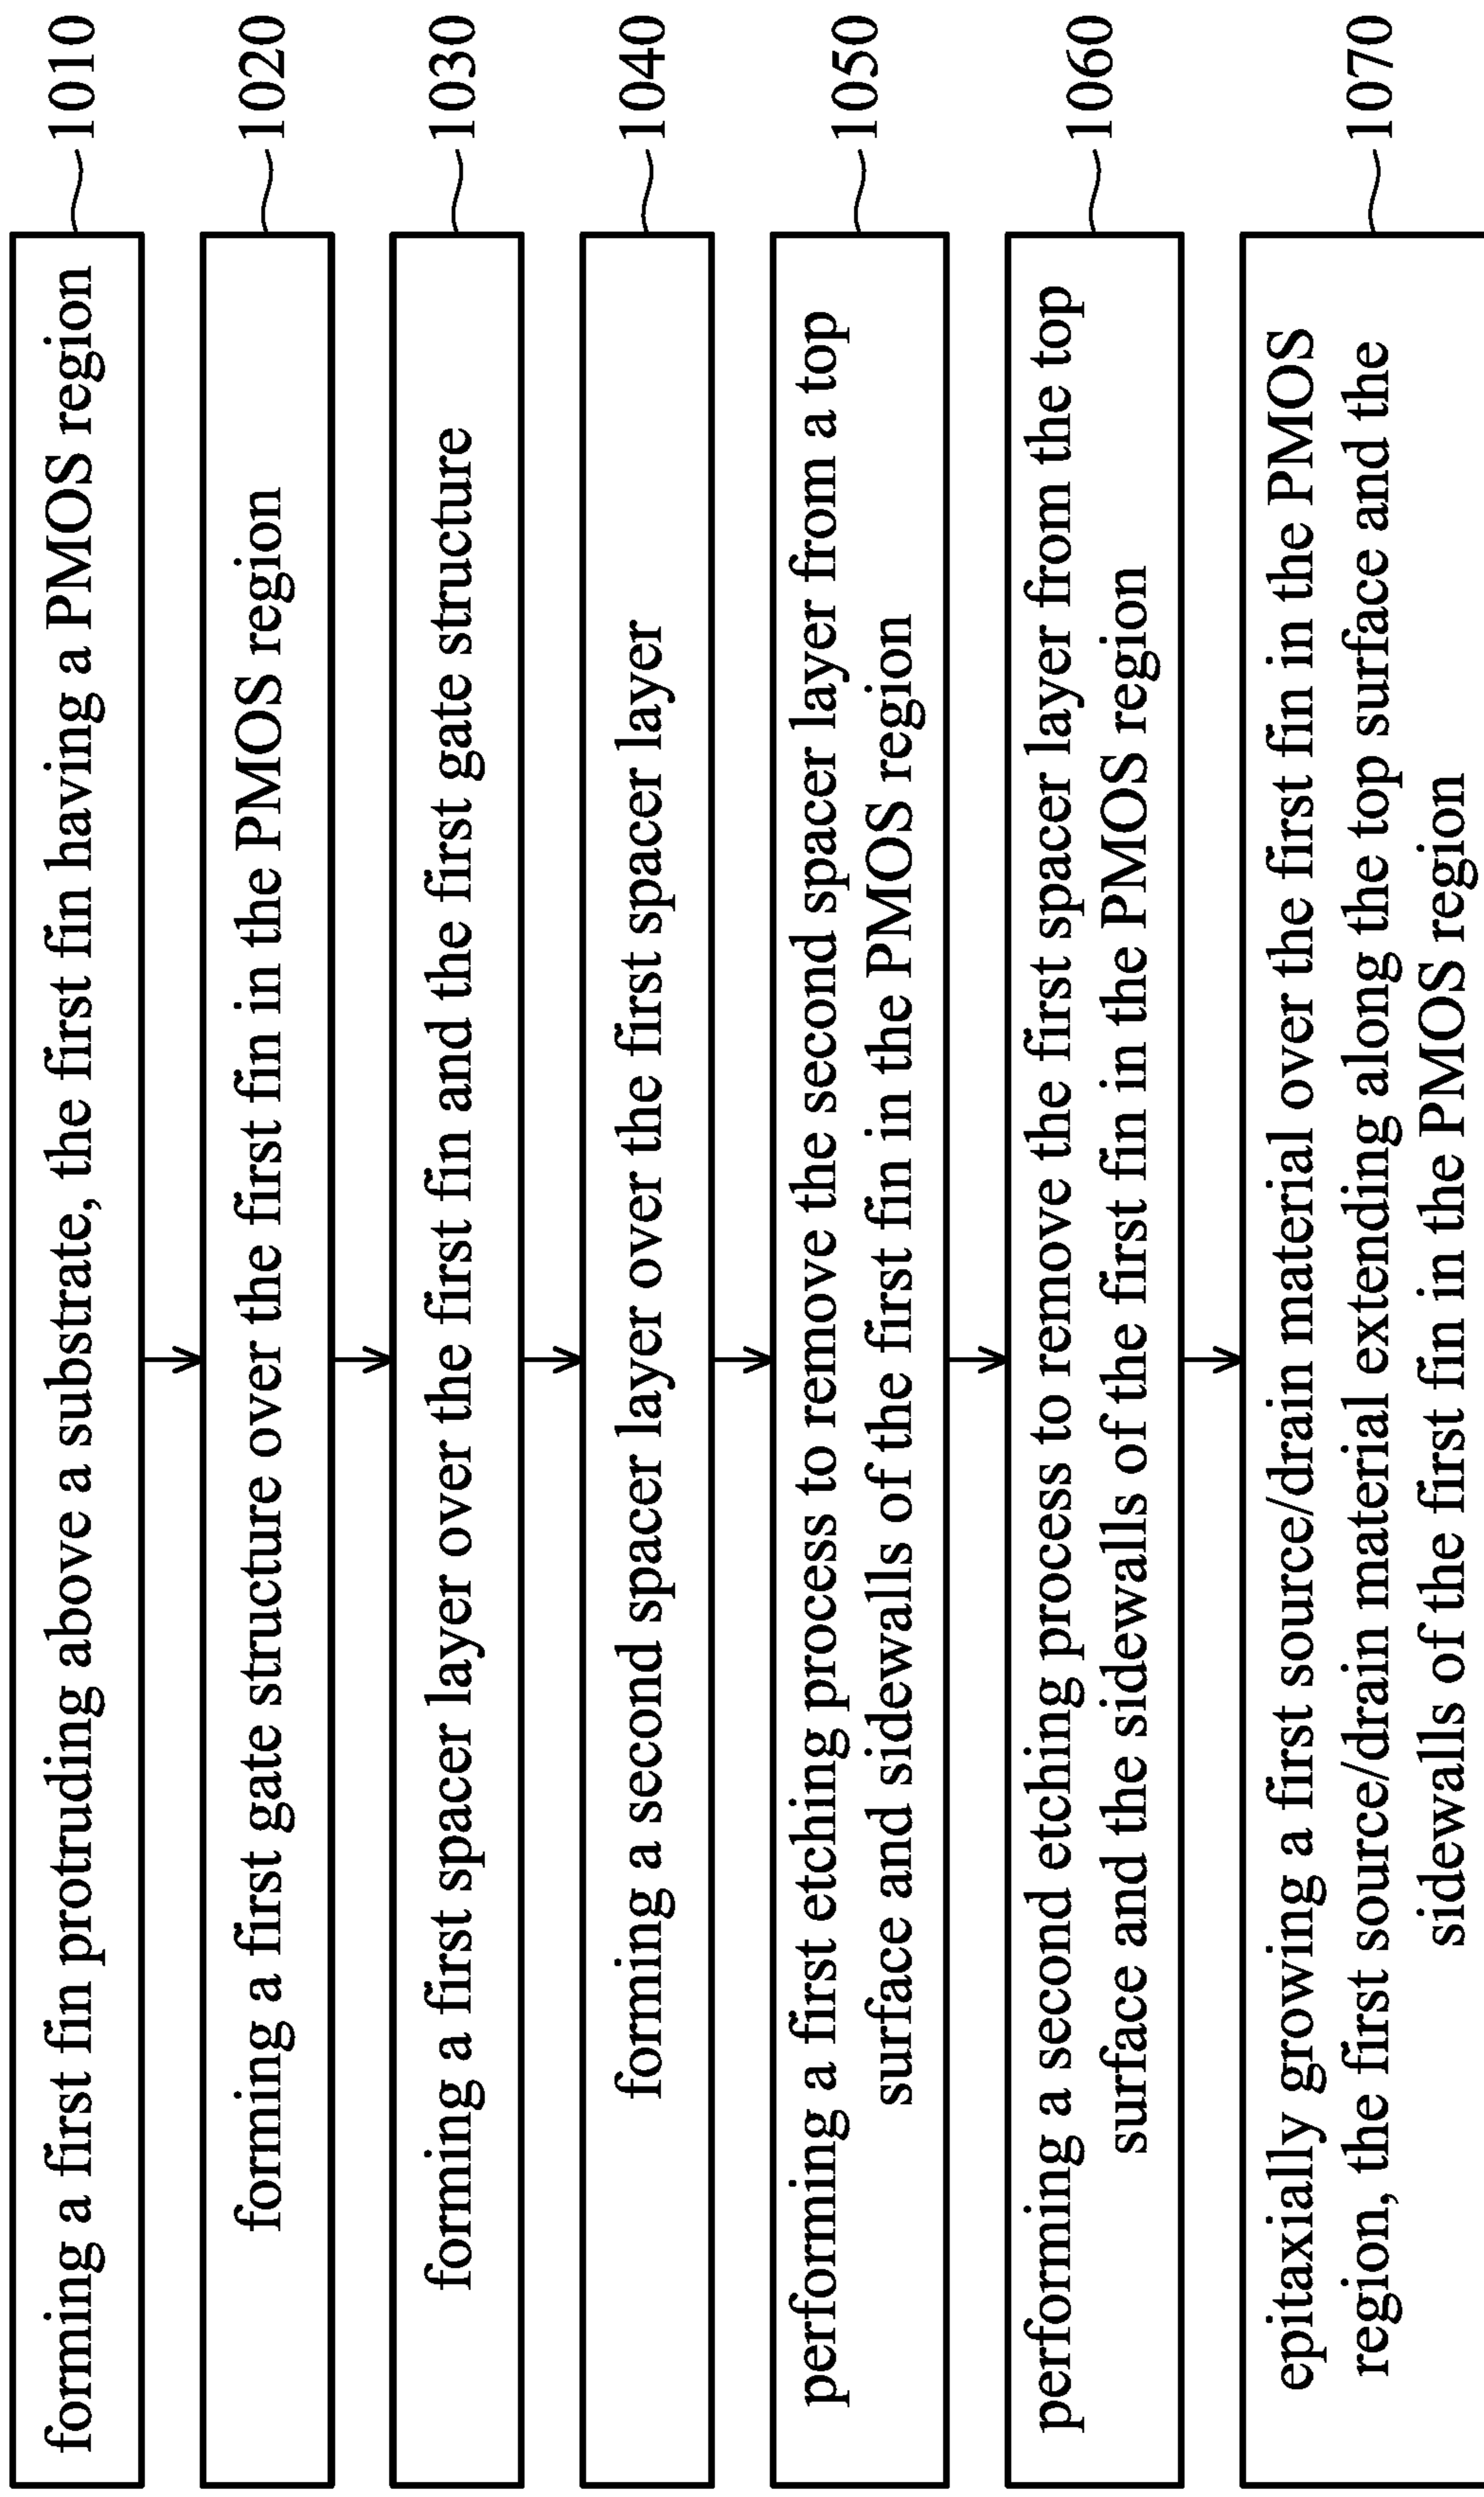 forming a first fin protruding above a substrate, the first fin having a PMOS region
1010
forming a first gate structure over the first fin in the PMOS region
1020
forming a first spacer layer over the first fin and the first gate structure
1030
forming a second spacer layer over the first spacer layer
1040
performing a first etching process to remove the second spacer layer from a top
surface and sidewalls of the first fin in the PMOS region
1050
performing a second etching process to remove the first spacer layer from the top
surface and the sidewalls of the first fin in the PMOS region
1060
epitaxially growing a first source/drain material over the first fin in the PMOS
region, the first source/drain material extending along the top surface and the
sidewalls of the first fin in the PMOS region
1070